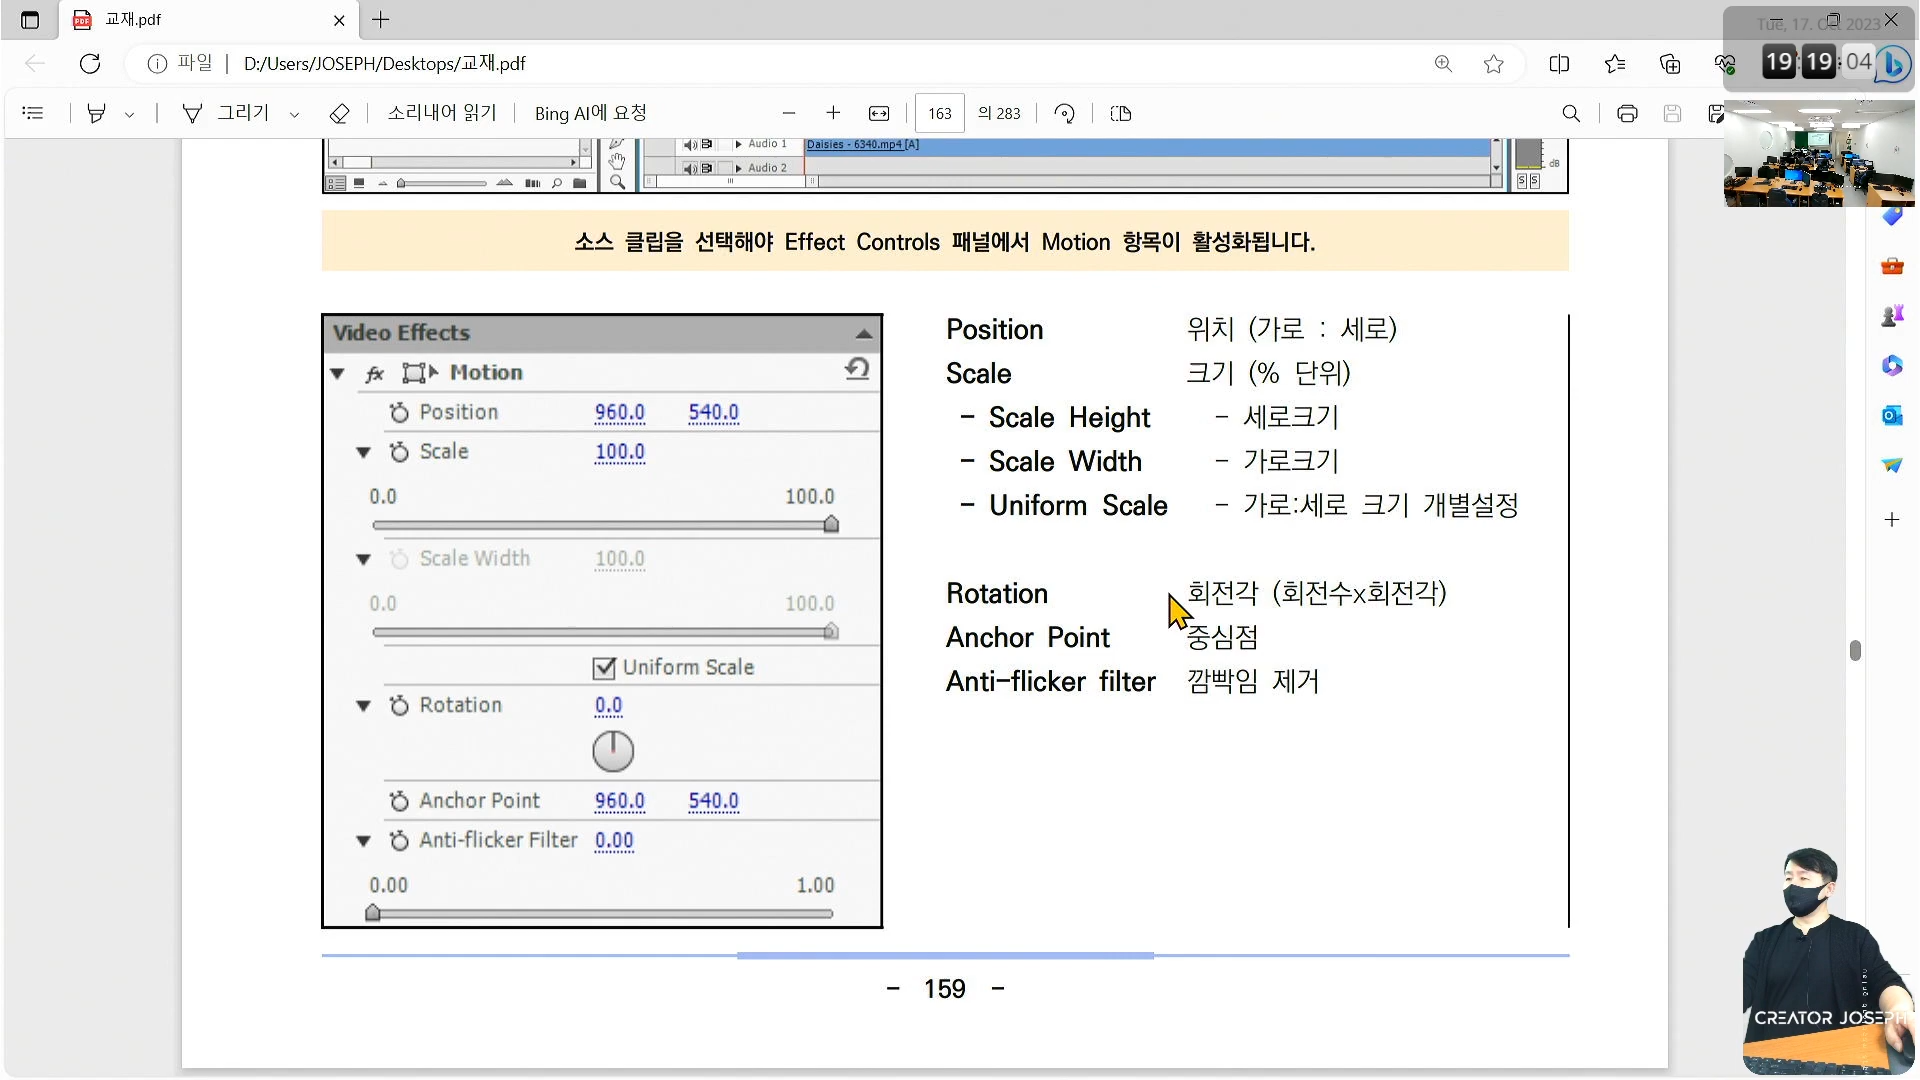 교재.pdf
Tue, 17. Oct 2023
19:19:04
파일 D:/Users/JOSEPH/Desktops/교재.pdf
그리기 소리내어 읽기 Bing AI에 요청 163 의 283
Audio 1 Daisies - 6340.mp4 [A]
Audio 2
dB
S S
소스 클립을 선택해야 Effect Controls 패널에서 Motion 항목이 활성화됩니다.
Video Effects
fx Motion
Position 960.0 540.0
Scale 100.0
0.0 100.0
Scale Width 100.0
0.0 100.0
Uniform Scale
Rotation 0.0
Anchor Point 960.0 540.0
Anti-flicker Filter 0.00
0.00 1.00
Position 위치 (가로 : 세로)
Scale 크기 (% 단위)
- Scale Height - 세로크기
- Scale Width - 가로크기
- Uniform Scale - 가로:세로 크기 개별설정
Rotation 회전각 (회전수x회전각)
Anchor Point 중심점
Anti-flicker filter 깜빡임 제거
- 159 -
CREATOR JOSEPH